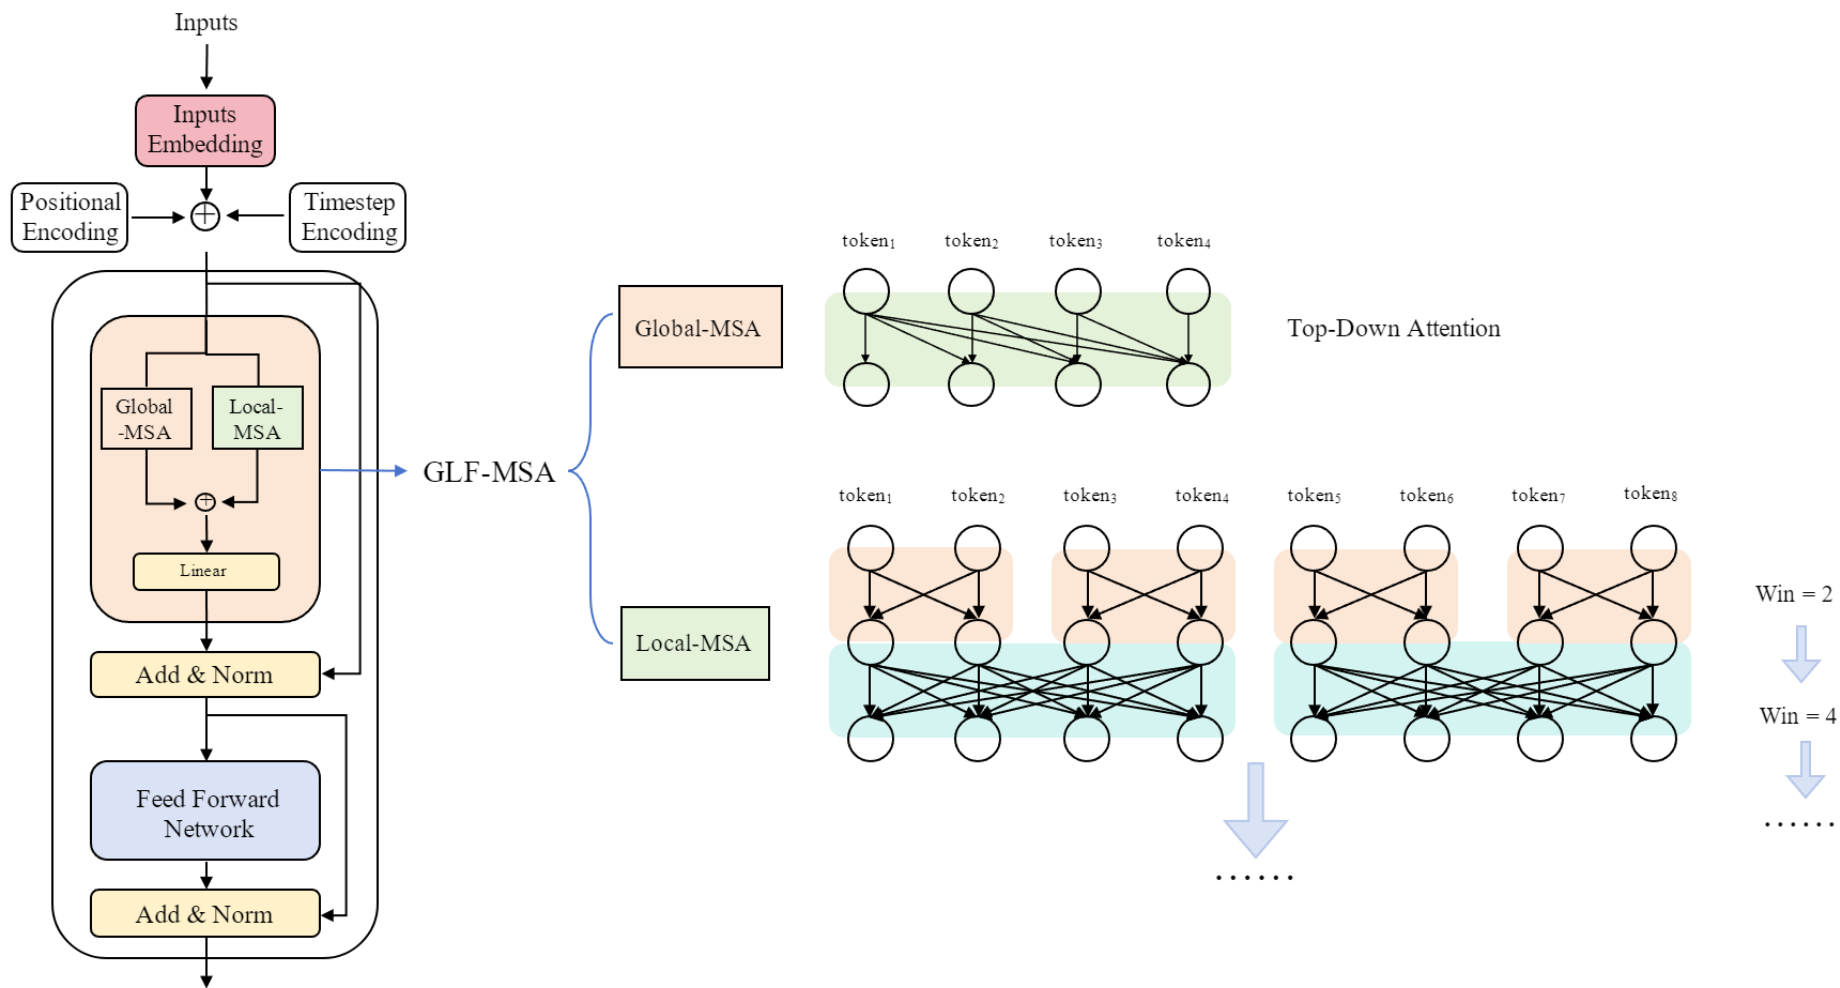 Inputs
Inputs
Embedding
Positional
Encoding
Timestep
Encoding
Global
-MSA
Local-
MSA
Linear
Add & Norm
Feed Forward
Network
Add & Norm
GLF-MSA
Global-MSA
token₁ token₂ token₃ token₄
Top-Down Attention
Local-MSA
token₁ token₂ token₃ token₄ token₅ token₆ token₇ token₈
Win = 2
Win = 4
......
......